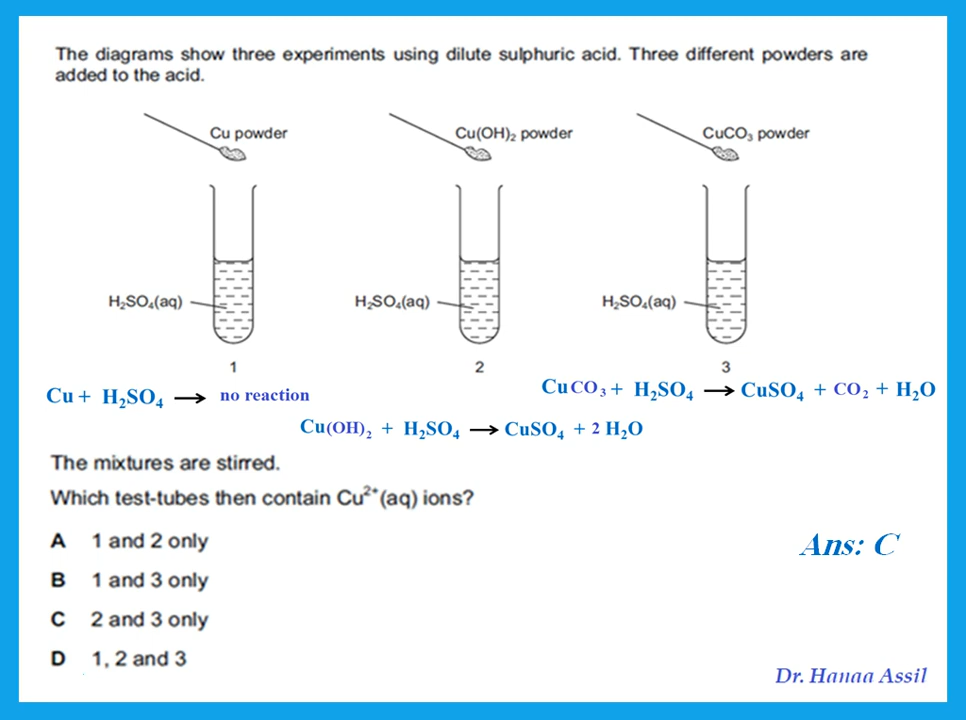 The diagrams show three experiments using dilute sulphuric acid. Three different powders are
added to the acid.
Cu powder
Cu(OH)₂ powder
CuCO₃ powder
H₂SO₄(aq)
H₂SO₄(aq)
H₂SO₄(aq)
1
2
3
Cu + H₂SO₄ → no reaction
CuCO₃ + H₂SO₄ → CuSO₄ + CO₂ + H₂O
Cu(OH)₂ + H₂SO₄ → CuSO₄ + 2 H₂O
The mixtures are stirred.
Which test-tubes then contain Cu²⁺(aq) ions?
A 1 and 2 only
B 1 and 3 only
C 2 and 3 only
D 1, 2 and 3
Ans: C
Dr. Hanaa Assil